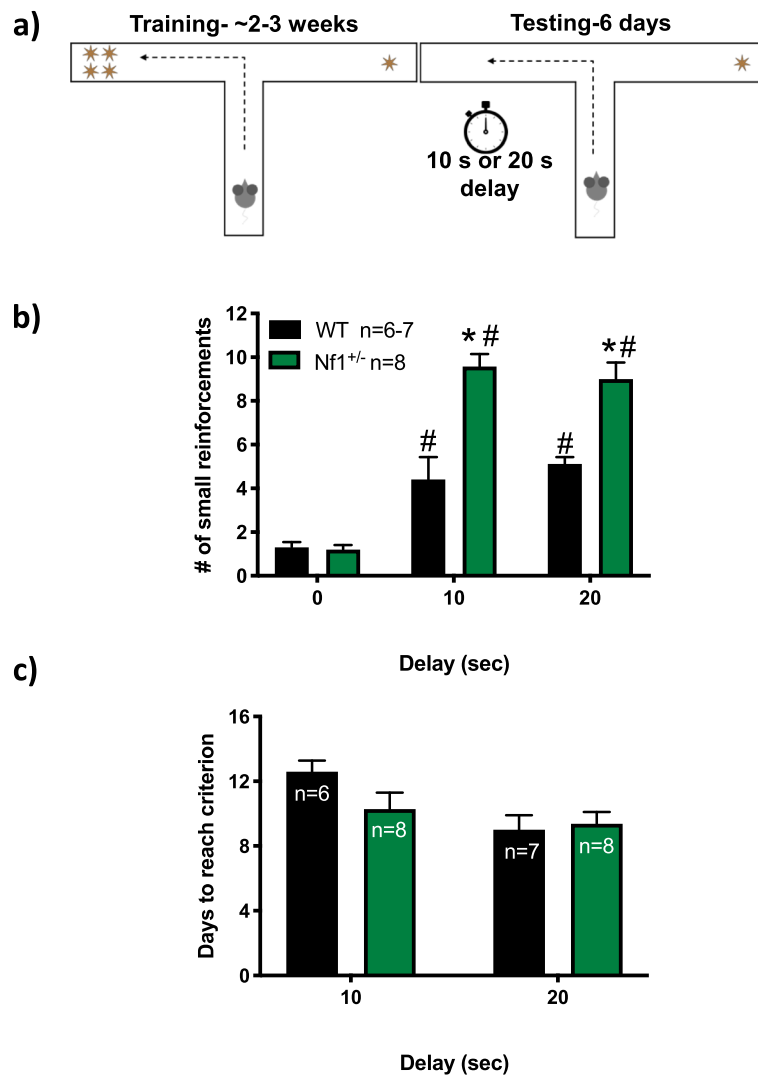 a)
Training- ~2-3 weeks
Testing-6 days
10 s or 20 s
delay
b)
# of small reinforcements
12
10
8
6
4
2
0
WT n=6-7
Nf1+/- n=8
#
*#
#
*#
0
10
20
Delay (sec)
c)
Days to reach criterion
16
12
8
4
0
n=6
n=8
n=7
n=8
10
20
Delay (sec)